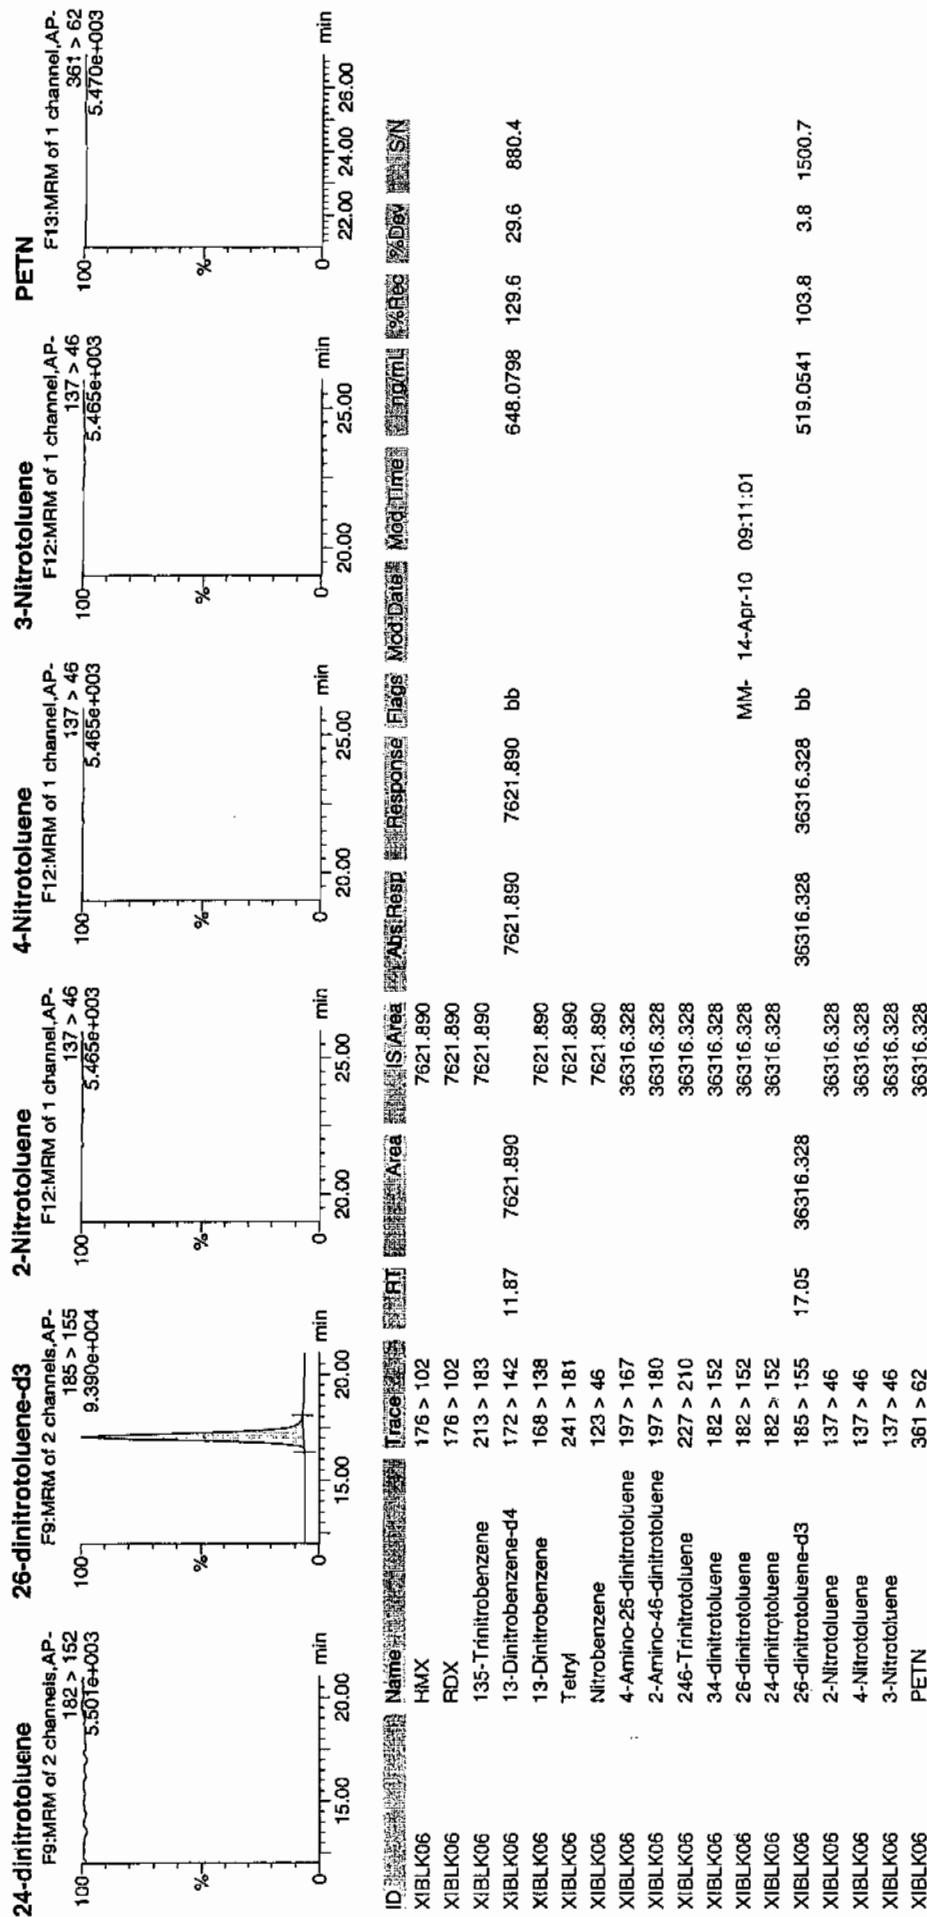 24-dinitrotoluene
F9:MRM of 2 channels,AP-
182 > 152
5.501e+003
100
%
0
15.00 20.00 min
26-dinitrotoluene-d3
F9:MRM of 2 channels,AP-
185 > 155
9.390e+004
100
%
0
15.00 20.00 min
2-Nitrotoluene
F12:MRM of 1 channel,AP-
137 > 46
5.465e+003
100
%
0
20.00 25.00 min
4-Nitrotoluene
F12:MRM of 1 channel,AP-
137 > 46
5.465e+003
100
%
0
20.00 25.00 min
3-Nitrotoluene
F12:MRM of 1 channel,AP-
137 > 46
5.465e+003
100
%
0
20.00 25.00 min
PETN
F13:MRM of 1 channel,AP-
361 > 62
5.470e+003
100
%
0
22.00 24.00 26.00 min
ID Name Trace RT Area IS Area Abs.Resp Response Flags Mod.Date Mod.Time ng/mL %Rec %Dev S/N
XIBLK06 HMX 176 > 102 7621.890
XIBLK06 RDX 176 > 102 7621.890
XIBLK06 135-Trinitrobenzene 213 > 183 7621.890
XIBLK06 13-Dinitrobenzene-d4 172 > 142 11.87 7621.890 7621.890 7621.890 bb 648.0798 129.6 29.6 880.4
XIBLK06 13-Dinitrobenzene 168 > 138 7621.890
XIBLK06 Tetryl 241 > 181 7621.890
XIBLK06 Nitrobenzene 123 > 46 7621.890
XIBLK06 4-Amino-26-dinitrotoluene 197 > 167 36316.328
XIBLK06 2-Amino-46-dinitrotoluene 197 > 180 36316.328
XIBLK06 246-Trinitrotoluene 227 > 210 36316.328
XIBLK06 34-dinitrotoluene 182 > 152 36316.328
XIBLK06 26-dinitrotoluene 182 > 152 36316.328 MM- 14-Apr-10 09:11:01
XIBLK06 24-dinitrotoluene 182 > 152 36316.328
XIBLK06 26-dinitrotoluene-d3 185 > 155 17.05 36316.328 36316.328 36316.328 bb 519.0541 103.8 3.8 1500.7
XIBLK06 2-Nitrotoluene 137 > 46 36316.328
XIBLK06 4-Nitrotoluene 137 > 46 36316.328
XIBLK06 3-Nitrotoluene 137 > 46 36316.328
XIBLK06 PETN 361 > 62 36316.328